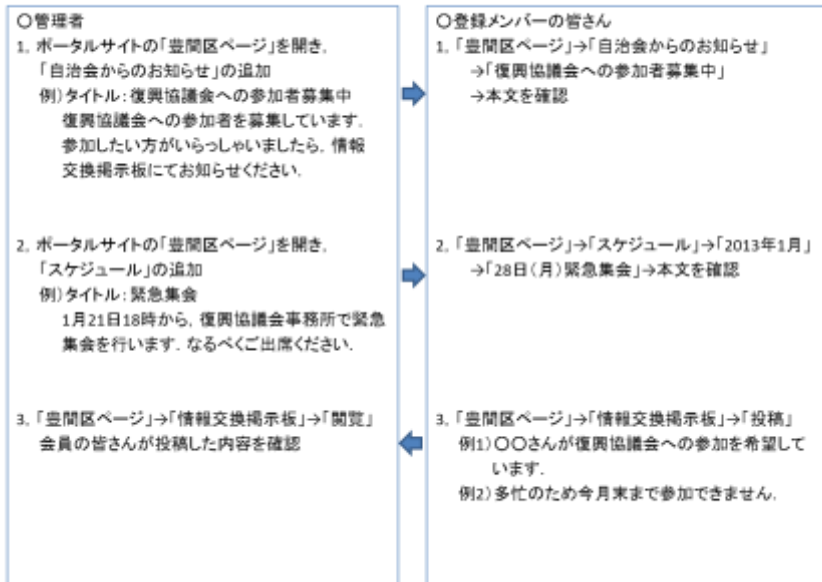 〇管理者
1. ポータルサイトの「豊間区ページ」を開き,
「自治会からのお知らせ」の追加
例)タイトル:復興協議会への参加者募集中
復興協議会への参加者を募集しています.
参加したい方がいらっしゃいましたら, 情報
交換掲示板にてお知らせください.
2. ポータルサイトの「豊間区ページ」を開き,
「スケジュール」の追加
例)タイトル:緊急集会
1月21日18時から, 復興協議会事務所で緊急
集会を行います. なるべくご出席ください.
3. 「豊間区ページ」→「情報交換掲示板」→「閲覧」
会員の皆さんが投稿した内容を確認
〇登録メンバーの皆さん
1. 「豊間区ページ」→「自治会からのお知らせ」
→「復興協議会への参加者募集中」
→本文を確認
2. 「豊間区ページ」→「スケジュール」→「2013年1月」
→「28日(月)緊急集会」→本文を確認
3. 「豊間区ページ」→「情報交換掲示板」→「投稿」
例1)〇〇さんが復興協議会への参加を希望して
います.
例2)多忙のため今月末まで参加できません.